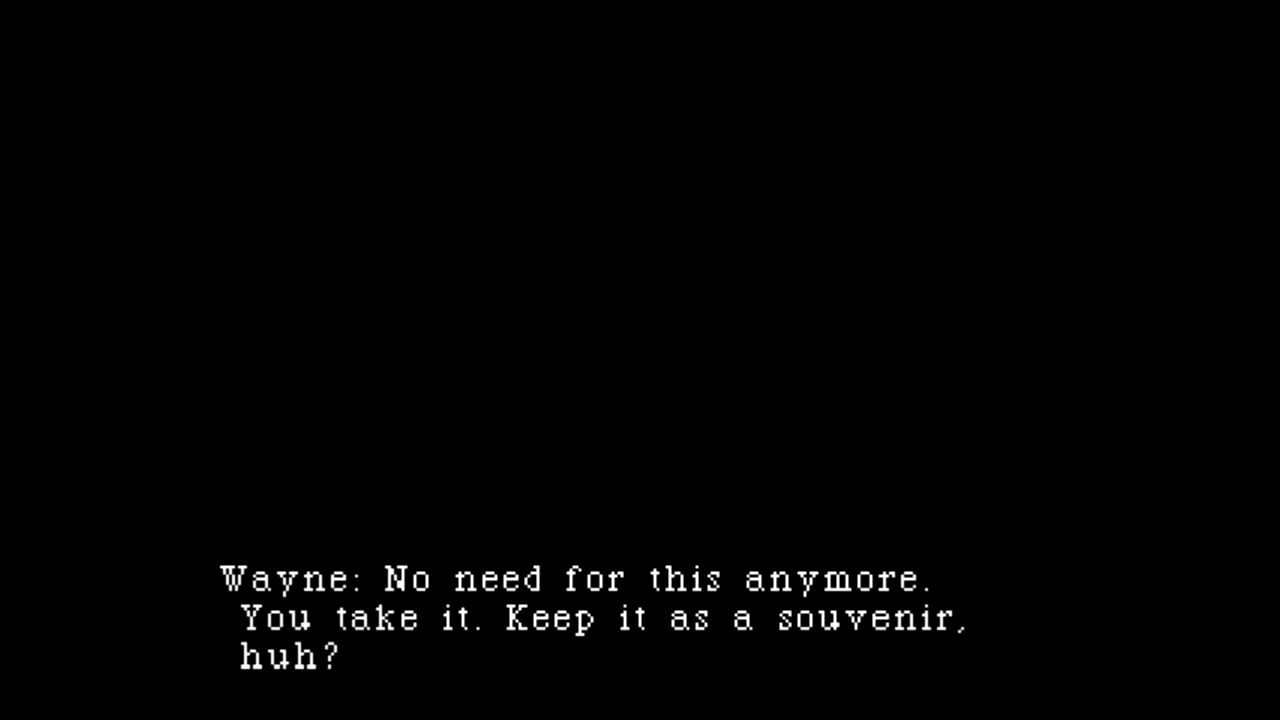 Wayne: No need for this anymore.
You take it. Keep it as a souvenir,
huh?